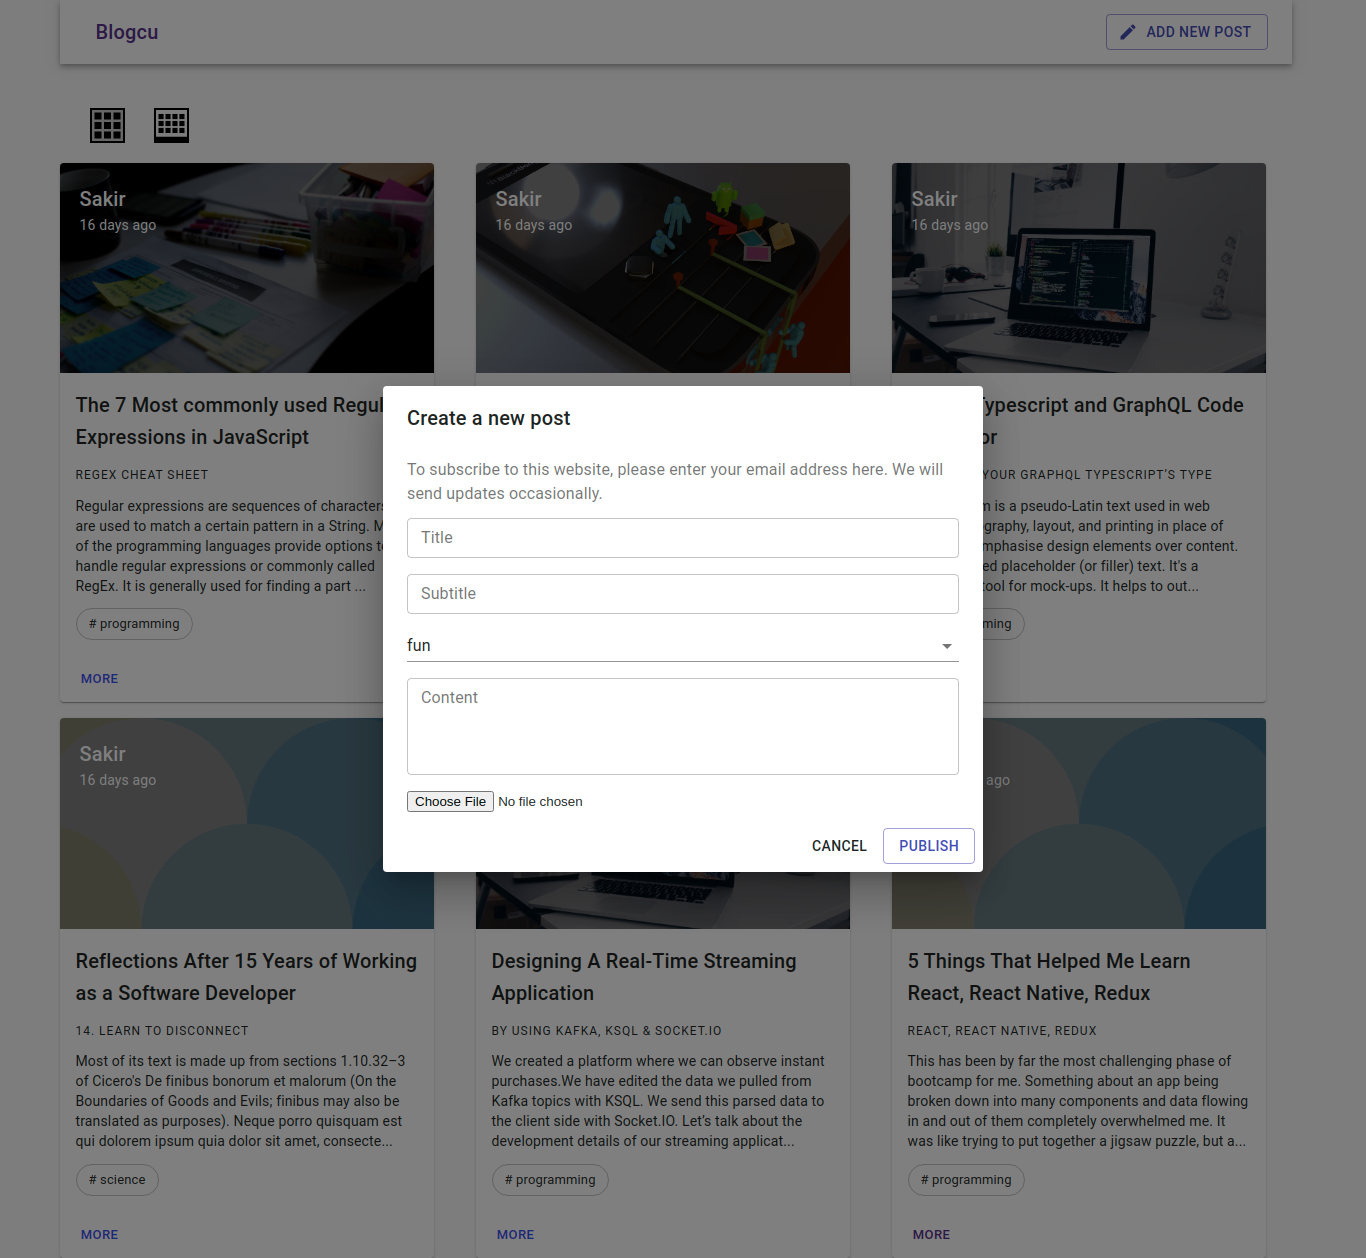 Blogcu
ADD NEW POST
Sakir
16 days ago
Sakir
16 days ago
Sakir
16 days ago
The 7 Most commonly used Regul
Expressions in JavaScript
REGEX CHEAT SHEET
Regular expressions are sequences of characters
are used to match a certain pattern in a String. M
of the programming languages provide options t
handle regular expressions or commonly called
RegEx. It is generally used for finding a part ...
# programming
MORE
Typescript and GraphQL Code
or
YOUR GRAPHQL TYPESCRIPT’S TYPE
m is a pseudo-Latin text used in web
graphy, layout, and printing in place of
mphasise design elements over content.
ed placeholder (or filler) text. It's a
tool for mock-ups. It helps to out...
ming
Create a new post
To subscribe to this website, please enter your email address here. We will
send updates occasionally.
Title
Subtitle
fun
Content
Choose File No file chosen
CANCEL
PUBLISH
Sakir
16 days ago
ago
Reflections After 15 Years of Working
as a Software Developer
14. LEARN TO DISCONNECT
Most of its text is made up from sections 1.10.32–3
of Cicero's De finibus bonorum et malorum (On the
Boundaries of Goods and Evils; finibus may also be
translated as purposes). Neque porro quisquam est
qui dolorem ipsum quia dolor sit amet, consecte...
# science
MORE
Designing A Real-Time Streaming
Application
BY USING KAFKA, KSQL & SOCKET.IO
We created a platform where we can observe instant
purchases.We have edited the data we pulled from
Kafka topics with KSQL. We send this parsed data to
the client side with Socket.IO. Let’s talk about the
development details of our streaming applicat...
# programming
MORE
5 Things That Helped Me Learn
React, React Native, Redux
REACT, REACT NATIVE, REDUX
This has been by far the most challenging phase of
bootcamp for me. Something about an app being
broken down into many components and data flowing
in and out of them completely overwhelmed me. It
was like trying to put together a jigsaw puzzle, but a...
# programming
MORE